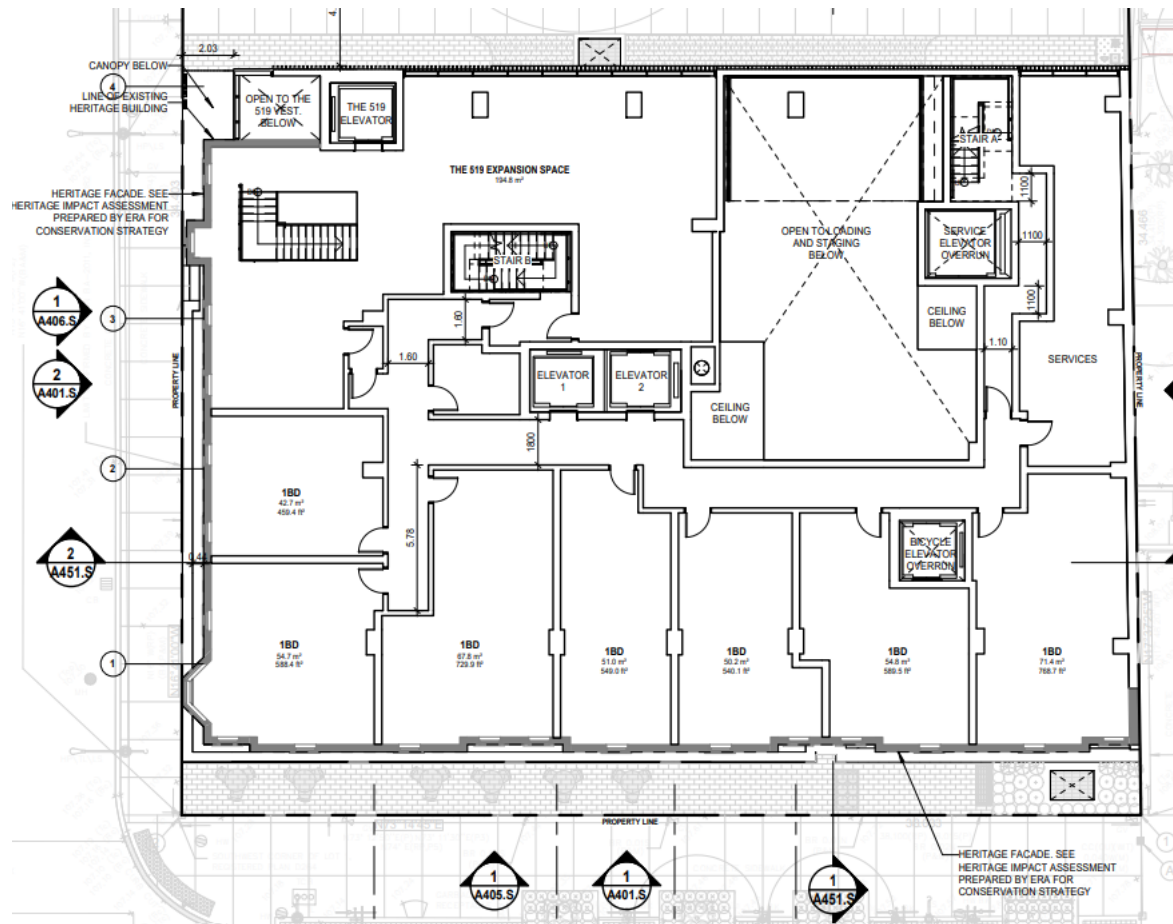 2.03
4.
CANOPY BELOW
4
LINE OF EXISTING
HERITAGE BUILDING
OPEN TO THE
519 VEST.
BELOW
THE 519
ELEVATOR
STAIR A
THE 519 EXPANSION SPACE
194.8 m²
HERITAGE FACADE. SEE
HERITAGE IMPACT ASSESSMENT
PREPARED BY ERA FOR
CONSERVATION STRATEGY
1100
34.466
OPEN TO LOADING
AND STAGING
BELOW
SERVICE
ELEVATOR
OVERRUN
1100
STAIR B
1
A406.S
3
1.60
1100
CEILING
BELOW
1.10
1.60
SERVICES
PROPERTY LINE
PROPERTY LINE
2
A401.S
ELEVATOR
1
ELEVATOR
2
CEILING
BELOW
1800
2
1BD
42.7 m²
459.4 ft²
5.78
2
A451.S
0.44
BICYCLE
ELEVATOR
OVERRUN
1
1BD
54.7 m²
588.4 ft²
1BD
67.8 m²
729.9 ft²
1BD
51.0 m²
549.0 ft²
1BD
50.2 m²
540.1 ft²
1BD
54.8 m²
589.5 ft²
1BD
71.4 m²
768.7 ft²
PROPERTY LINE
1
A405.S
1
A401.S
1
A451.S
HERITAGE FACADE. SEE
HERITAGE IMPACT ASSESSMENT
PREPARED BY ERA FOR
CONSERVATION STRATEGY